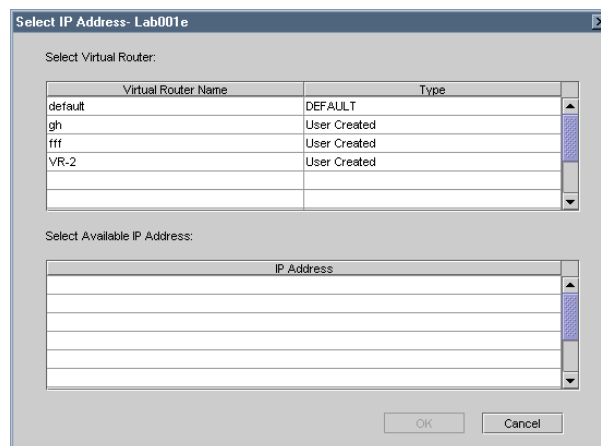 Select IP Address- Lab001e
Select Virtual Router:
Virtual Router Name Type
default DEFAULT
gh User Created
fff User Created
VR-2 User Created
Select Available IP Address:
IP Address
OK Cancel